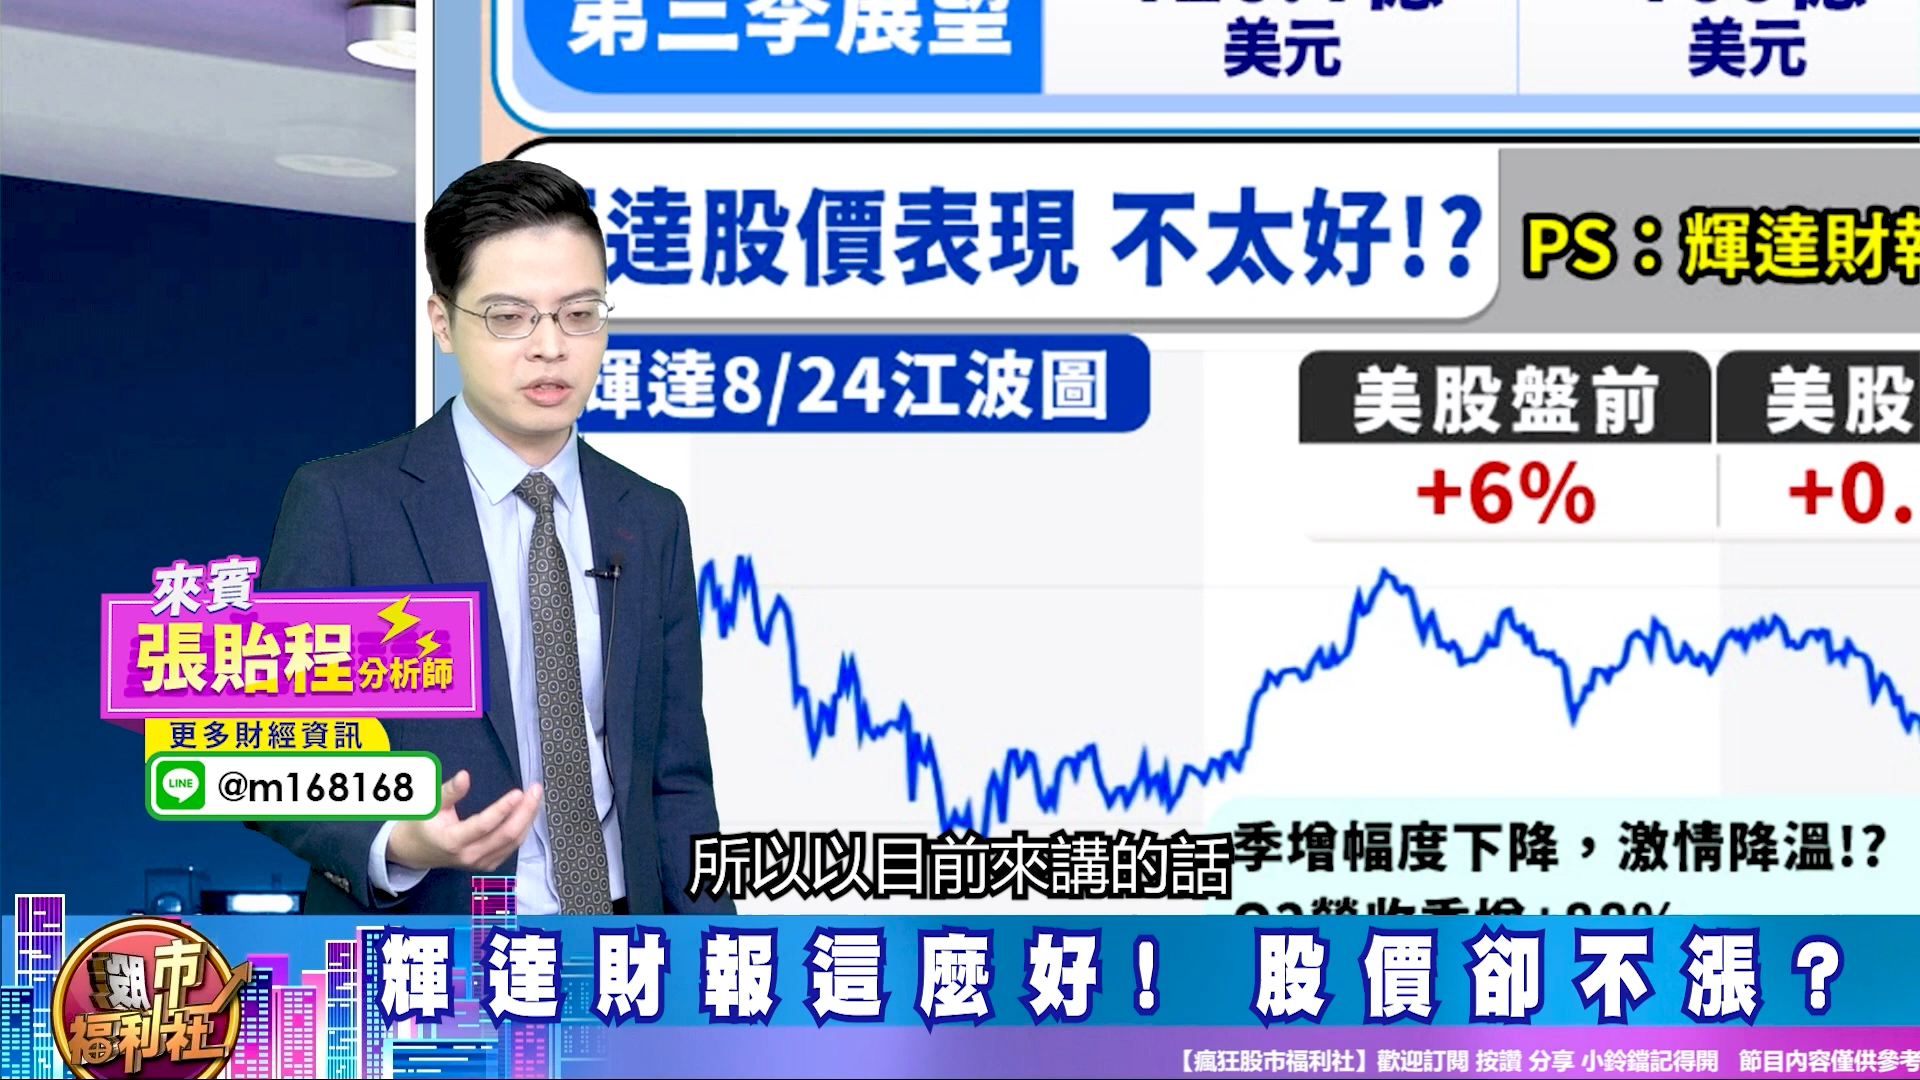 第三季展望
美元
美元
達股價表現 不太好!?
PS：輝達財
輝達8/24江波圖
美股盤前
美股
+6%
+0.
來賓
張貽程分析師
更多財經資訊
LINE
@m168168
季增幅度下降，激情降溫!?
所以以目前來講的話
輝達財報這麼好! 股價卻不漲?
股市
福利社
【瘋狂股市福利社】歡迎訂閱 按讚 分享 小鈴鐺記得開 節目內容僅供參考